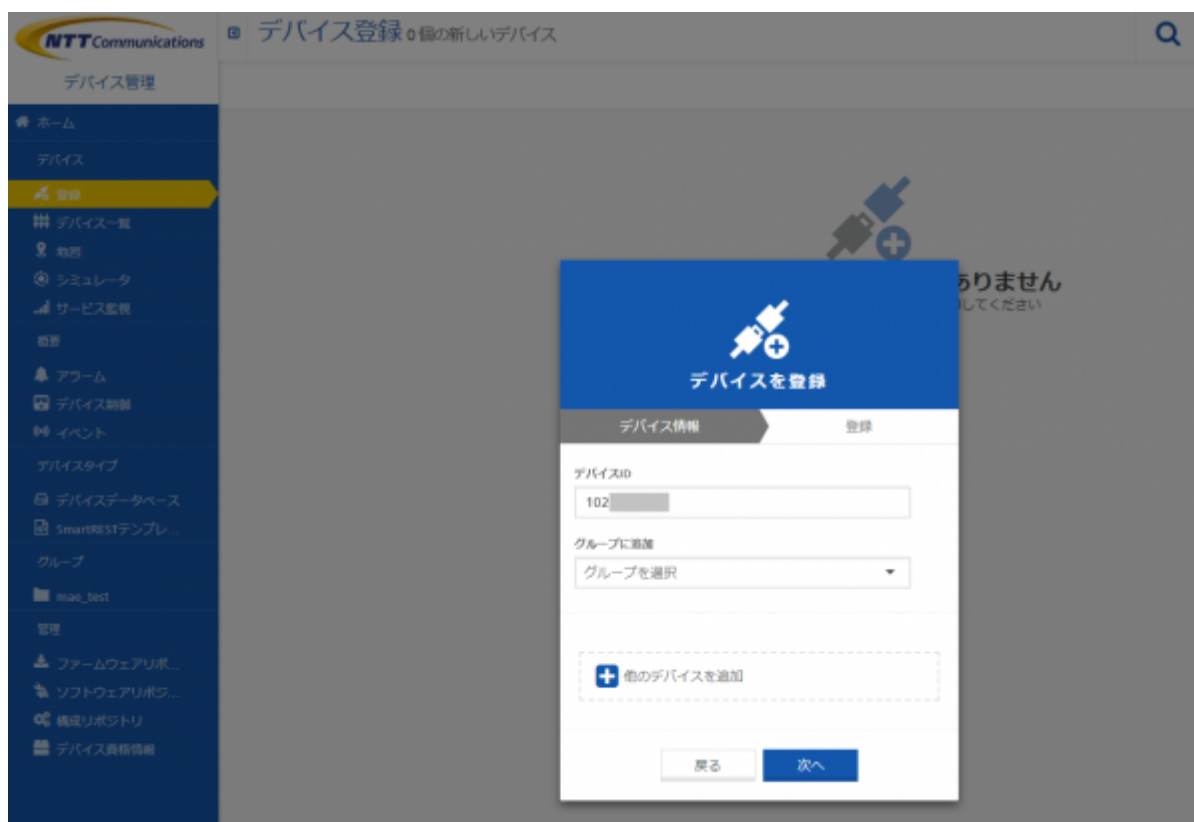 NTT Communications
デバイス管理
デバイス登録 0個の新しいデバイス
ホーム
デバイス
登録
デバイス一覧
地図
シミュレータ
サービス監視
概要
アラーム
デバイス制御
イベント
デバイスタイプ
デバイスデータベース
SmartRESTテンプレ...
グループ
mae_test
管理
ファームウェアリポ...
ソフトウェアリポジ...
構成リポジトリ
デバイス資格情報
ありません
してください
デバイスを登録
デバイス情報
登録
デバイスID
102
グループに追加
グループを選択
他のデバイスを追加
戻る
次へ